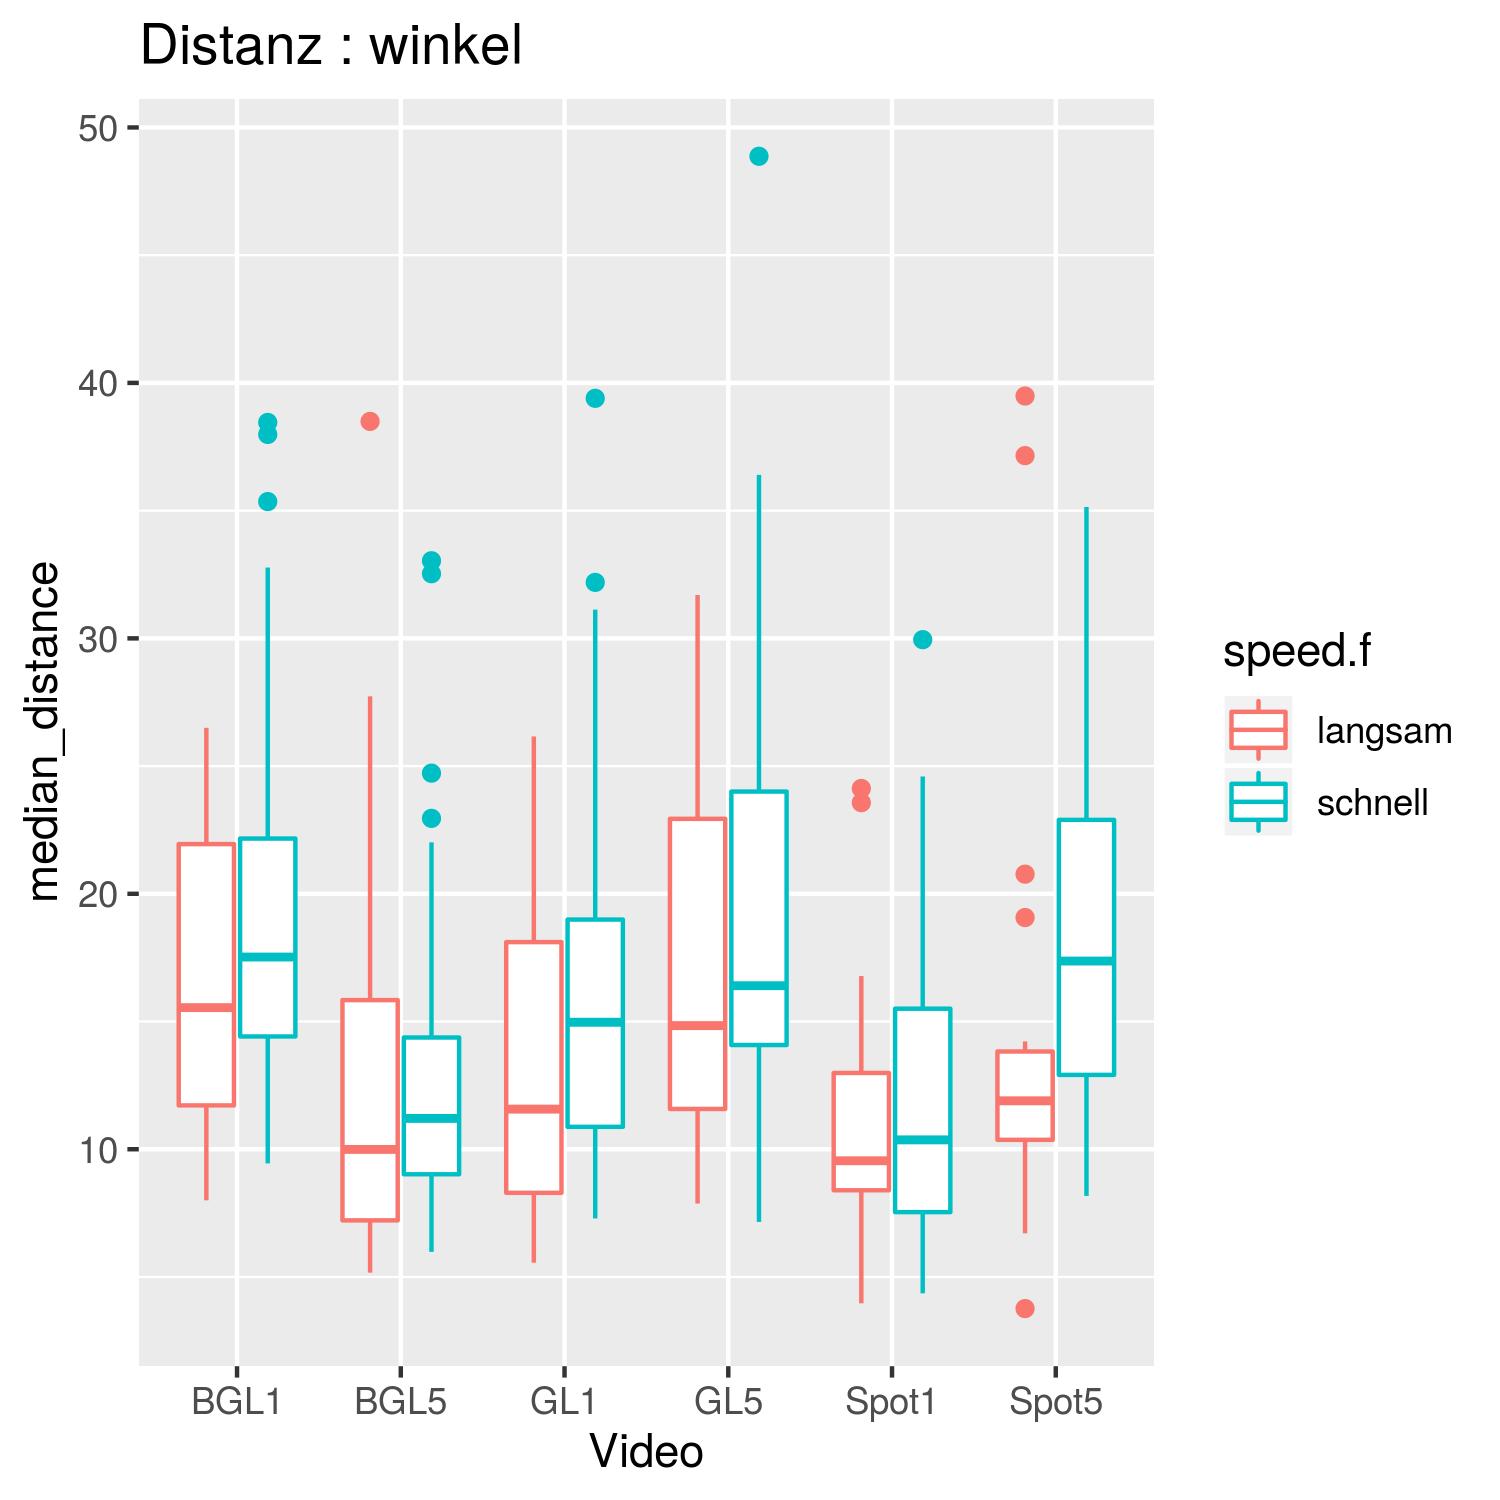 Distanz : winkel
50
40
30
20
10
median_distance
BGL1 BGL5 GL1 GL5 Spot1 Spot5
Video
speed.f
langsam
schnell